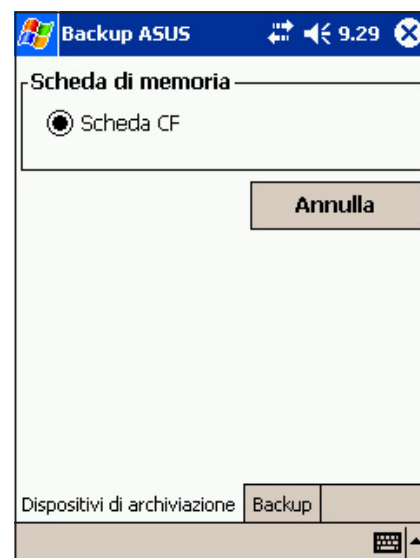 Backup ASUS 9.29
Scheda di memoria
Scheda CF
Annulla
Dispositivi di archiviazione Backup